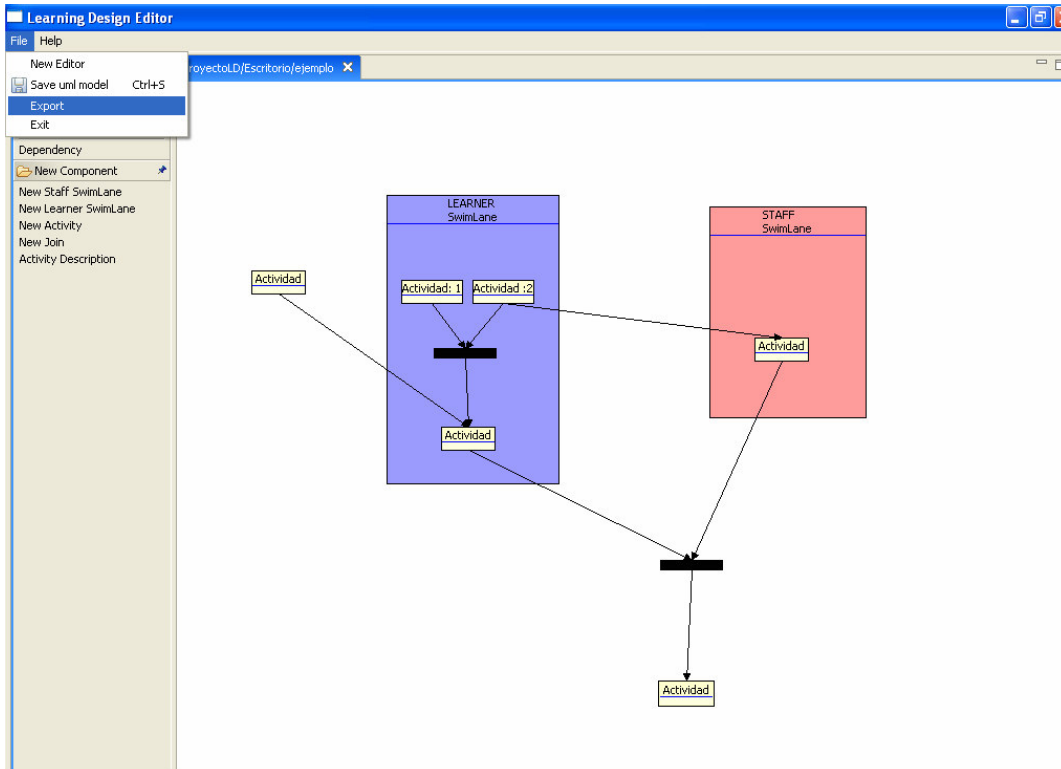 Learning Design Editor
File Help
New Editor
royectoLD/Escritorio/ejemplo
Save uml model Ctrl+S
Export
Exit
Dependency
New Component
New Staff SwimLane
New Learner SwimLane
New Activity
New Join
Activity Description
LEARNER
SwimLane
STAFF
SwimLane
Actividad
Actividad: 1
Actividad :2
Actividad
Actividad
Actividad